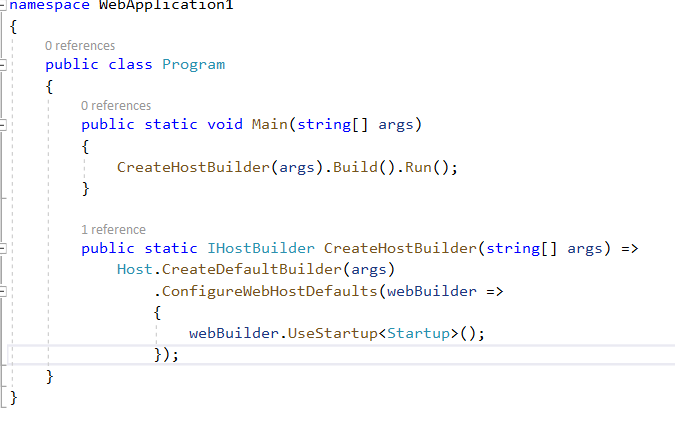 namespace WebApplication1
{
0 references
public class Program
{
0 references
public static void Main(string[] args)
{
CreateHostBuilder(args).Build().Run();
}
1 reference
public static IHostBuilder CreateHostBuilder(string[] args) =>
Host.CreateDefaultBuilder(args)
.ConfigureWebHostDefaults(webBuilder =>
{
webBuilder.UseStartup<Startup>();
});
}
}